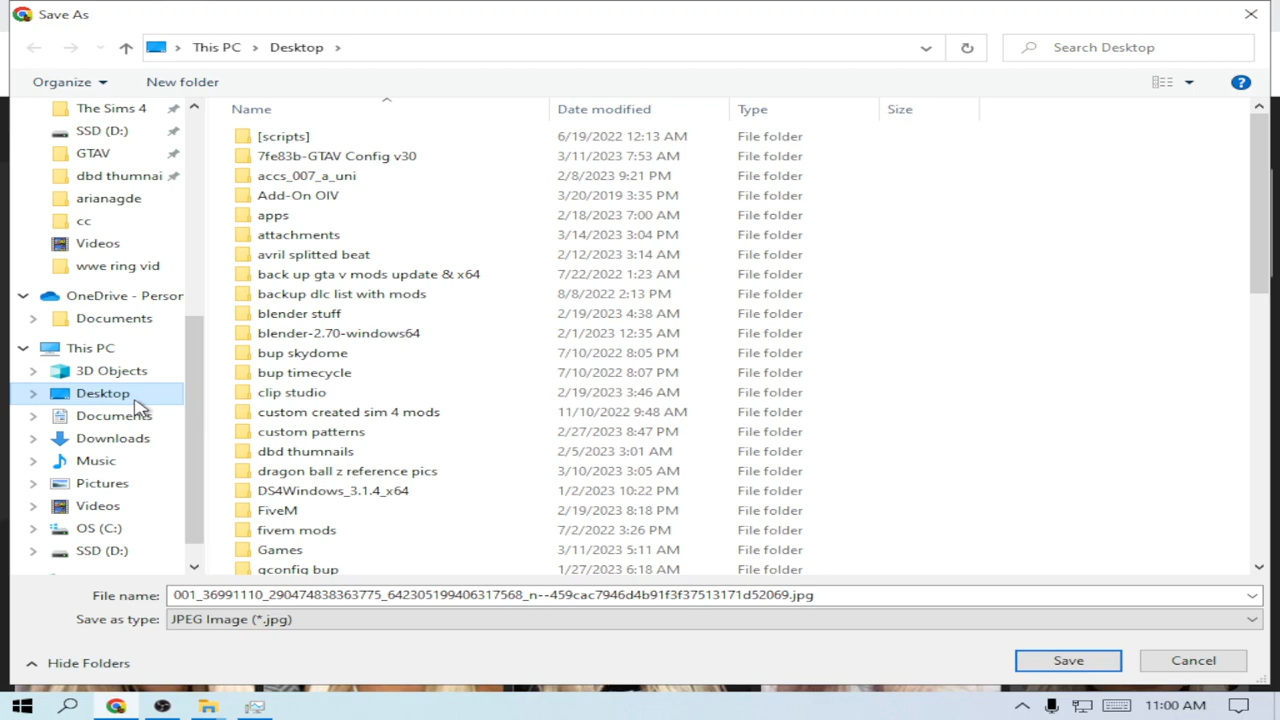 Save As
This PC > Desktop >
Search Desktop
Organize
New folder
The Sims 4
SSD (D:)
GTAV
dbd thumnai
arianagde
cc
Videos
wwe ring vid
OneDrive - Person
Documents
This PC
3D Objects
Desktop
Documents
Downloads
Music
Pictures
Videos
OS (C:)
SSD (D:)
Name Date modified Type Size
[scripts] 6/19/2022 12:13 AM File folder
7fe83b-GTAV Config v30 3/11/2023 7:53 AM File folder
accs_007_a_uni 2/8/2023 9:21 PM File folder
Add-On OIV 3/20/2019 3:35 PM File folder
apps 2/18/2023 7:00 AM File folder
attachments 3/14/2023 3:04 PM File folder
avril splitted beat 2/12/2023 3:14 AM File folder
back up gta v mods update & x64 7/22/2022 1:23 AM File folder
backup dlc list with mods 8/8/2022 2:13 PM File folder
blender stuff 2/19/2023 4:38 AM File folder
blender-2.70-windows64 2/1/2023 12:35 AM File folder
bup skydome 7/10/2022 8:05 PM File folder
bup timecycle 7/10/2022 8:07 PM File folder
clip studio 2/19/2023 3:46 AM File folder
custom created sim 4 mods 11/10/2022 9:48 AM File folder
custom patterns 2/27/2023 8:47 PM File folder
dbd thumnails 2/5/2023 3:01 AM File folder
dragon ball z reference pics 3/10/2023 3:05 AM File folder
DS4Windows_3.1.4_x64 1/2/2023 10:22 PM File folder
FiveM 2/19/2023 8:18 PM File folder
fivem mods 7/2/2022 3:26 PM File folder
Games 3/11/2023 5:11 AM File folder
gconfig bup 1/27/2023 6:18 AM File folder
File name: 001_36991110_290474838363775_642305199406317568_n--459cac7946d4b91f3f37513171d52069.jpg
Save as type: JPEG Image (*.jpg)
Hide Folders
Save
Cancel
11:00 AM